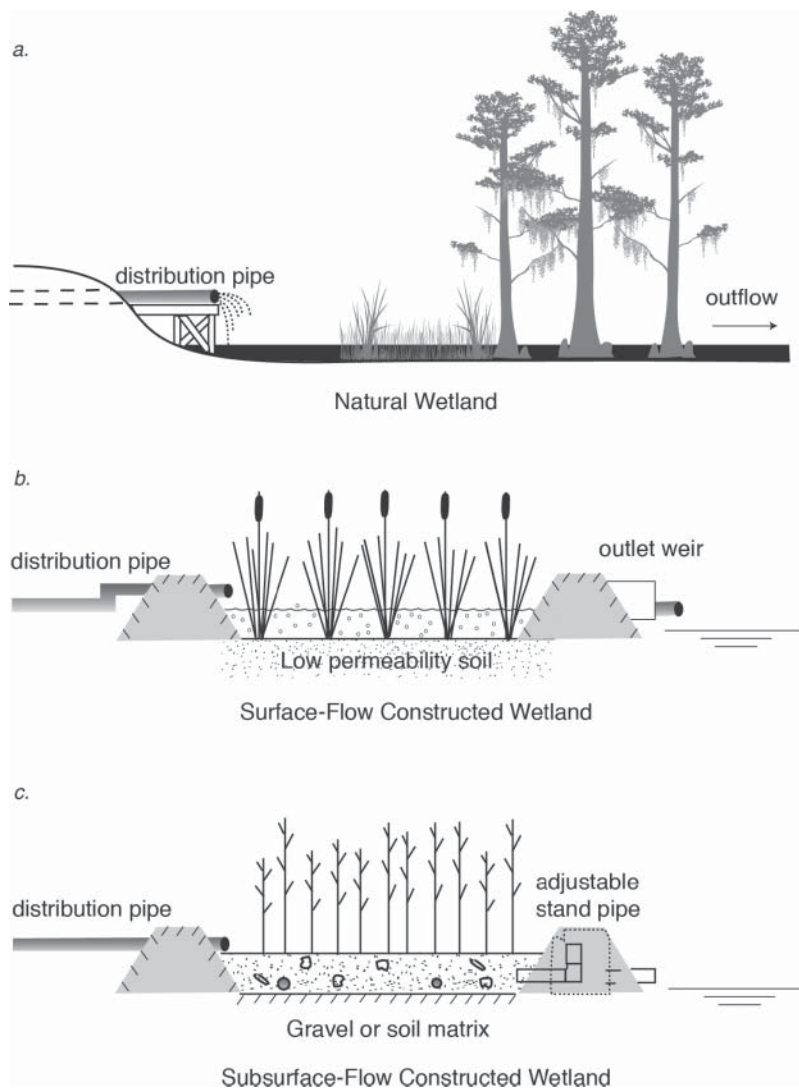 a.
distribution pipe
outflow
Natural Wetland
b.
distribution pipe
outlet weir
Low permeability soil
Surface-Flow Constructed Wetland
c.
distribution pipe
adjustable
stand pipe
Gravel or soil matrix
Subsurface-Flow Constructed Wetland